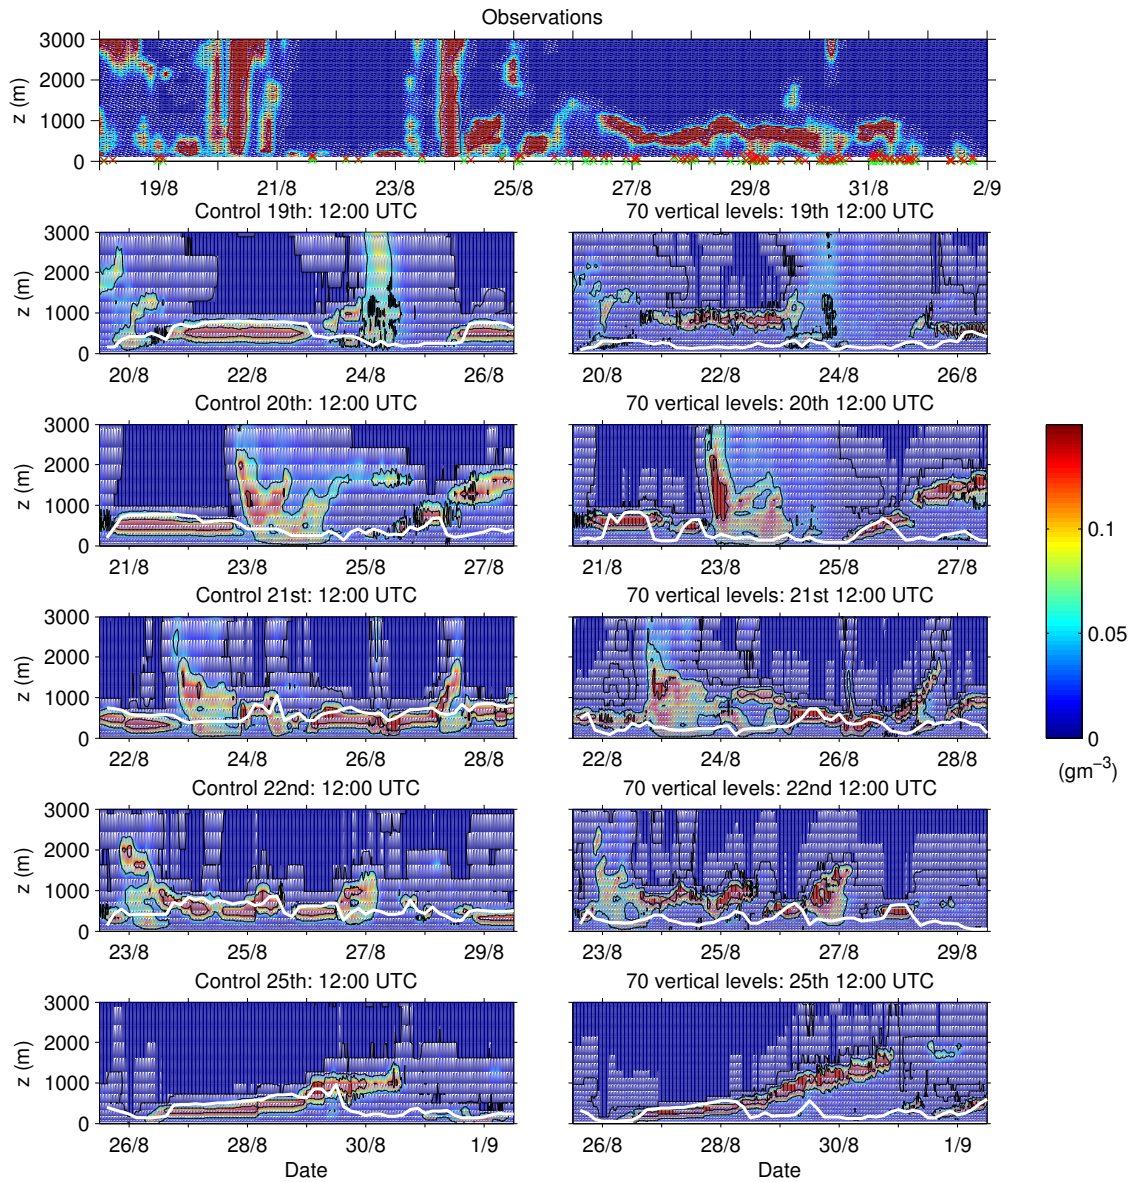 Observations
3000
2000
1000
0
z (m)
19/8 21/8 23/8 25/8 27/8 29/8 31/8 2/9
Control 19th: 12:00 UTC 70 vertical levels: 19th 12:00 UTC
3000
2000
1000
0
z (m)
20/8 22/8 24/8 26/8 20/8 22/8 24/8 26/8
Control 20th: 12:00 UTC 70 vertical levels: 20th 12:00 UTC
3000
2000
1000
0
z (m)
21/8 23/8 25/8 27/8 21/8 23/8 25/8 27/8
Control 21st: 12:00 UTC 70 vertical levels: 21st 12:00 UTC
3000
2000
1000
0
z (m)
22/8 24/8 26/8 28/8 22/8 24/8 26/8 28/8
Control 22nd: 12:00 UTC 70 vertical levels: 22nd 12:00 UTC
3000
2000
1000
0
z (m)
23/8 25/8 27/8 29/8 23/8 25/8 27/8 29/8
Control 25th: 12:00 UTC 70 vertical levels: 25th 12:00 UTC
3000
2000
1000
0
z (m)
26/8 28/8 30/8 1/9 26/8 28/8 30/8 1/9
Date Date
0.1
0.05
0
(gm⁻³)